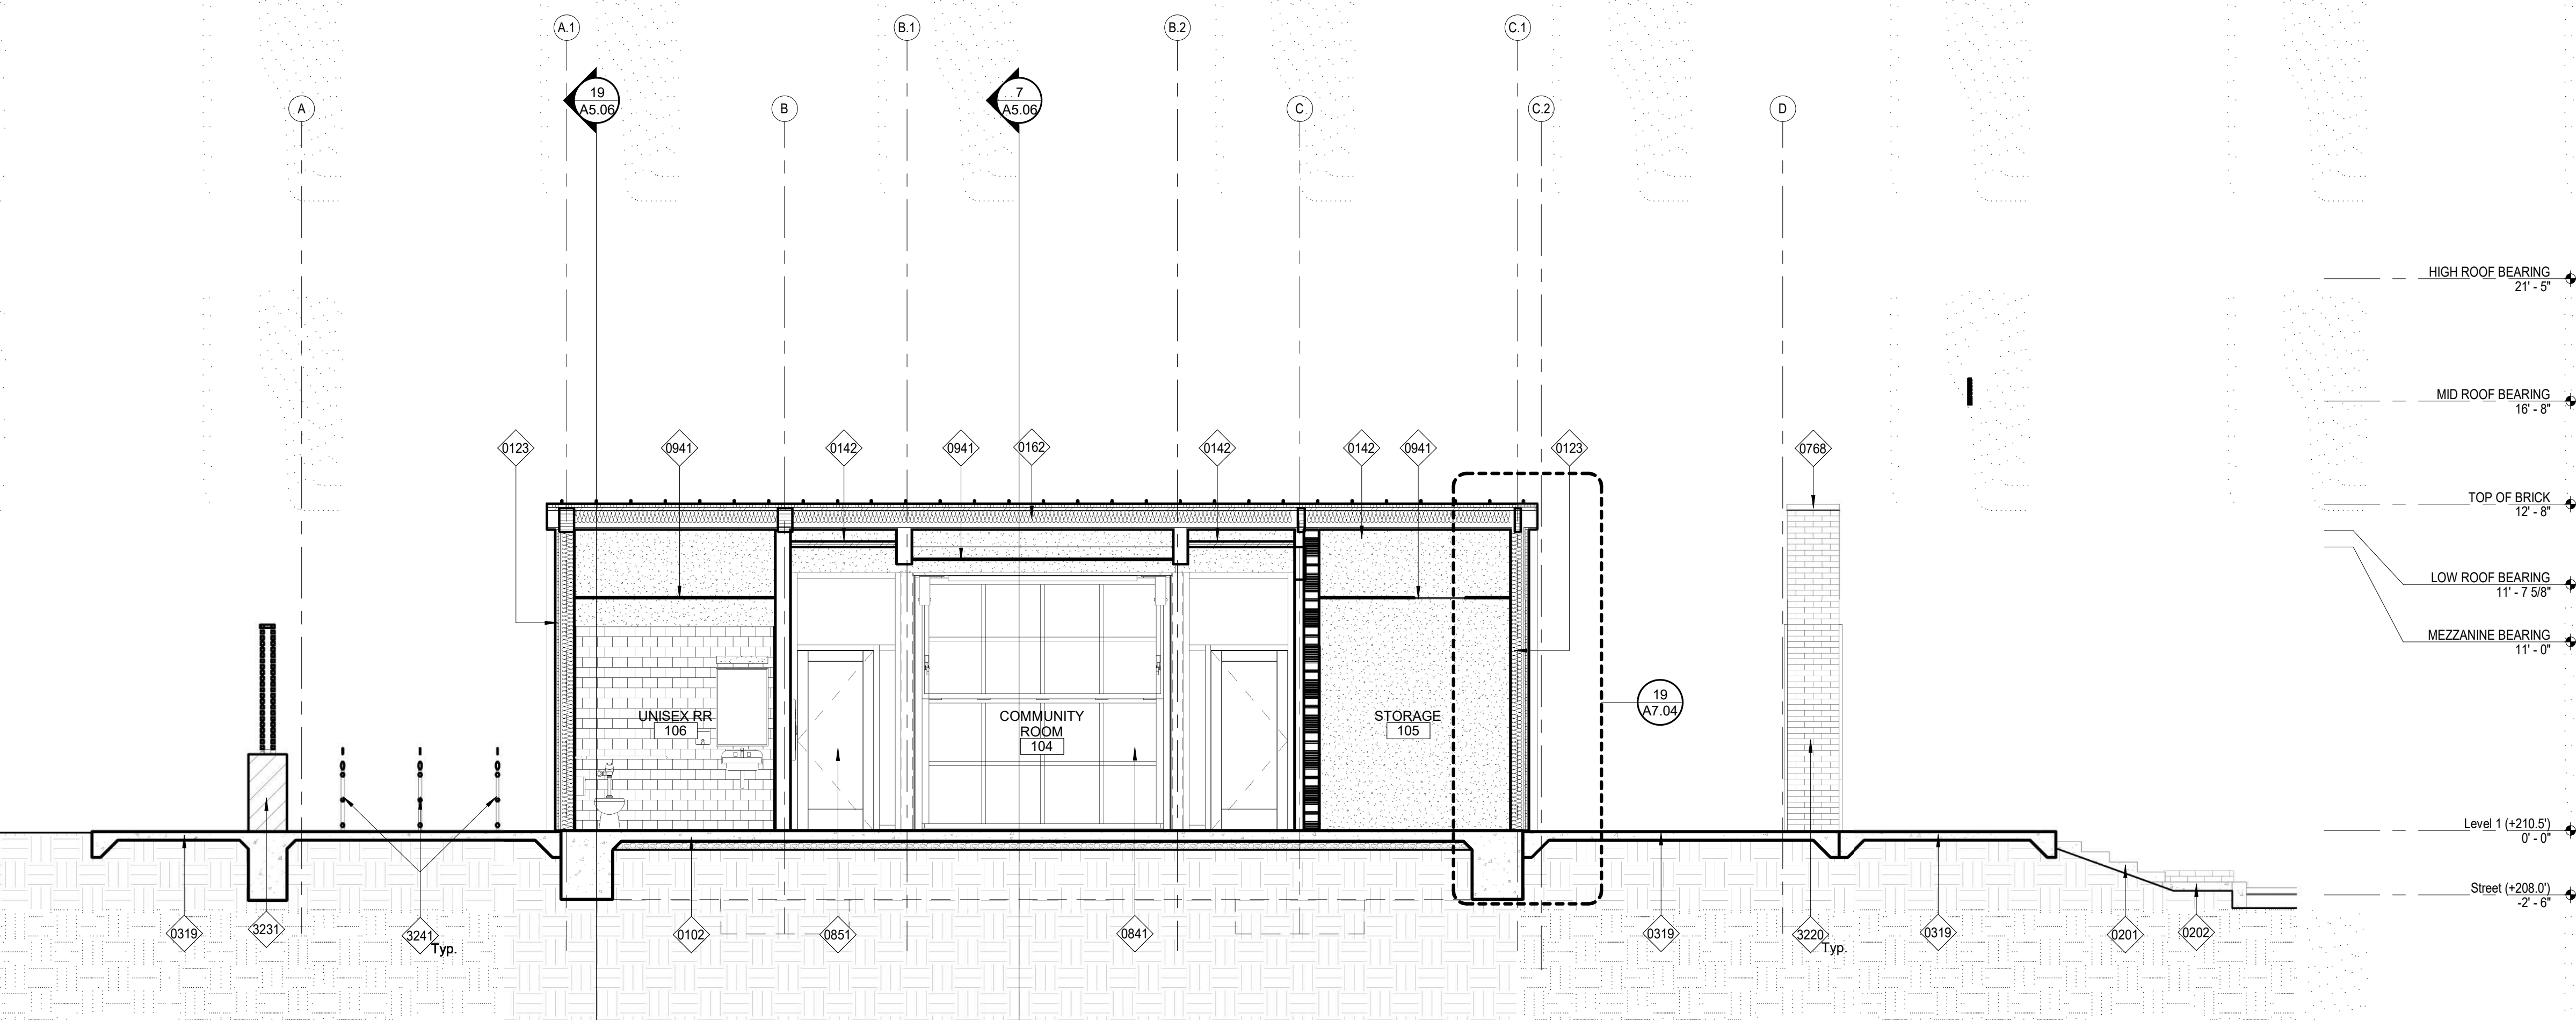 A.1
B.1
B.2
C.1
19
A5.06
7
A5.06
A
B
C
C.2
D
HIGH ROOF BEARING
21' - 5"
MID ROOF BEARING
16' - 8"
0123
0941
0142
0941
0162
0142
0142
0941
0123
0768
TOP OF BRICK
12' - 8"
LOW ROOF BEARING
11' - 7 5/8"
MEZZANINE BEARING
11' - 0"
UNISEX RR
106
COMMUNITY
ROOM
104
STORAGE
105
19
A7.04
Level 1 (+210.5')
0' - 0"
Street (+208.0')
-2' - 6"
0319
3231
3241
Typ.
0102
0851
0841
0319
3220
Typ.
0319
0201
0202